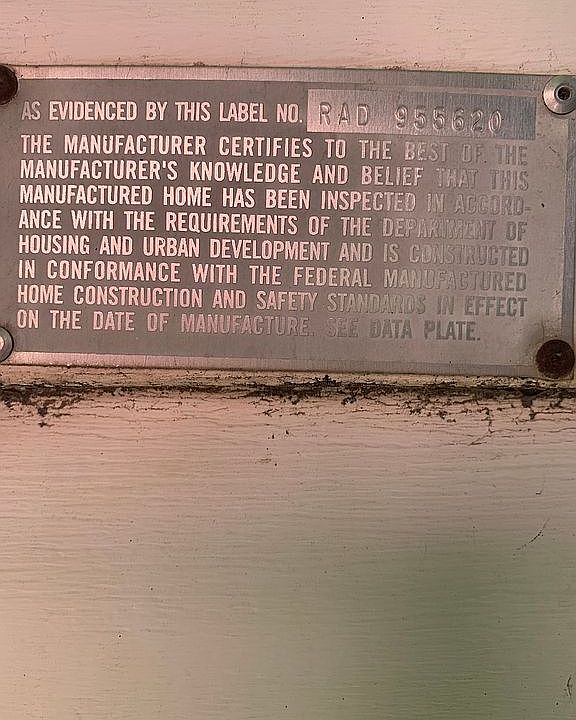 AS EVIDENCED BY THIS LABEL NO. RAD 955620
THE MANUFACTURER CERTIFIES TO THE BEST OF THE
MANUFACTURER'S KNOWLEDGE AND BELIEF THAT THIS
MANUFACTURED HOME HAS BEEN INSPECTED IN ACCORD-
ANCE WITH THE REQUIREMENTS OF THE DEPARTMENT OF
HOUSING AND URBAN DEVELOPMENT AND IS CONSTRUCTED
IN CONFORMANCE WITH THE FEDERAL MANUFACTURED
HOME CONSTRUCTION AND SAFETY STANDARDS IN EFFECT
ON THE DATE OF MANUFACTURE. SEE DATA PLATE.